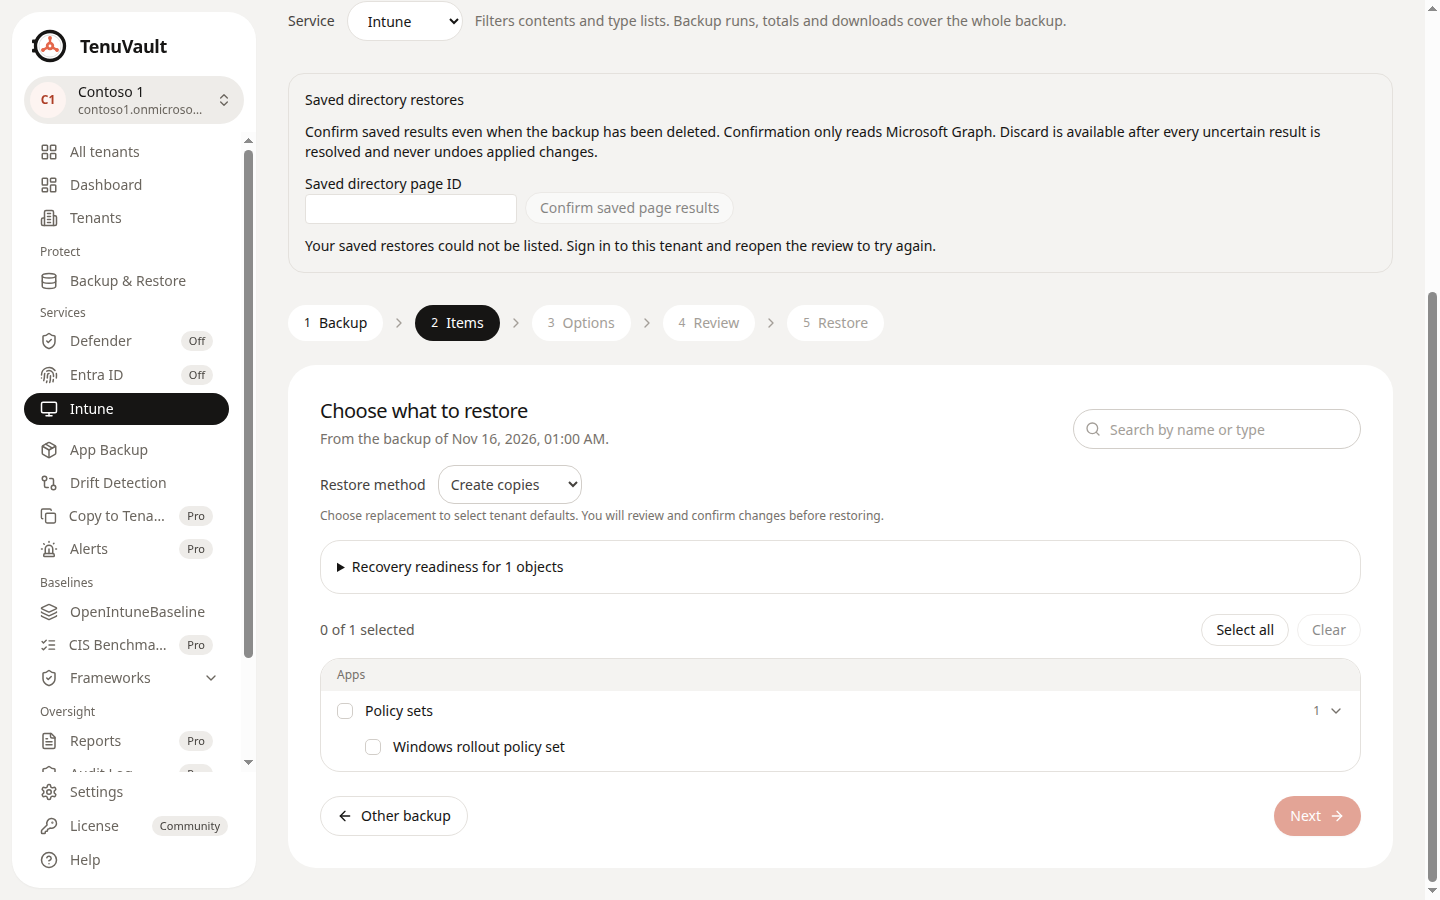 TenuVault
C1
Contoso 1
contoso1.onmicroso...
All tenants
Dashboard
Tenants
Protect
Backup & Restore
Services
Defender Off
Entra ID Off
Intune
App Backup
Drift Detection
Copy to Tena... Pro
Alerts Pro
Baselines
OpenIntuneBaseline
CIS Benchma... Pro
Frameworks
Oversight
Reports Pro
Audit Log Pro
Settings
License Community
Help
Service Intune Filters contents and type lists. Backup runs, totals and downloads cover the whole backup.
Saved directory restores
Confirm saved results even when the backup has been deleted. Confirmation only reads Microsoft Graph. Discard is available after every uncertain result is
resolved and never undoes applied changes.
Saved directory page ID
Confirm saved page results
Your saved restores could not be listed. Sign in to this tenant and reopen the review to try again.
1 Backup 2 Items 3 Options 4 Review 5 Restore
Choose what to restore
From the backup of Nov 16, 2026, 01:00 AM.
Search by name or type
Restore method Create copies
Choose replacement to select tenant defaults. You will review and confirm changes before restoring.
Recovery readiness for 1 objects
0 of 1 selected
Select all Clear
Apps
Policy sets 1
Windows rollout policy set
Other backup
Next